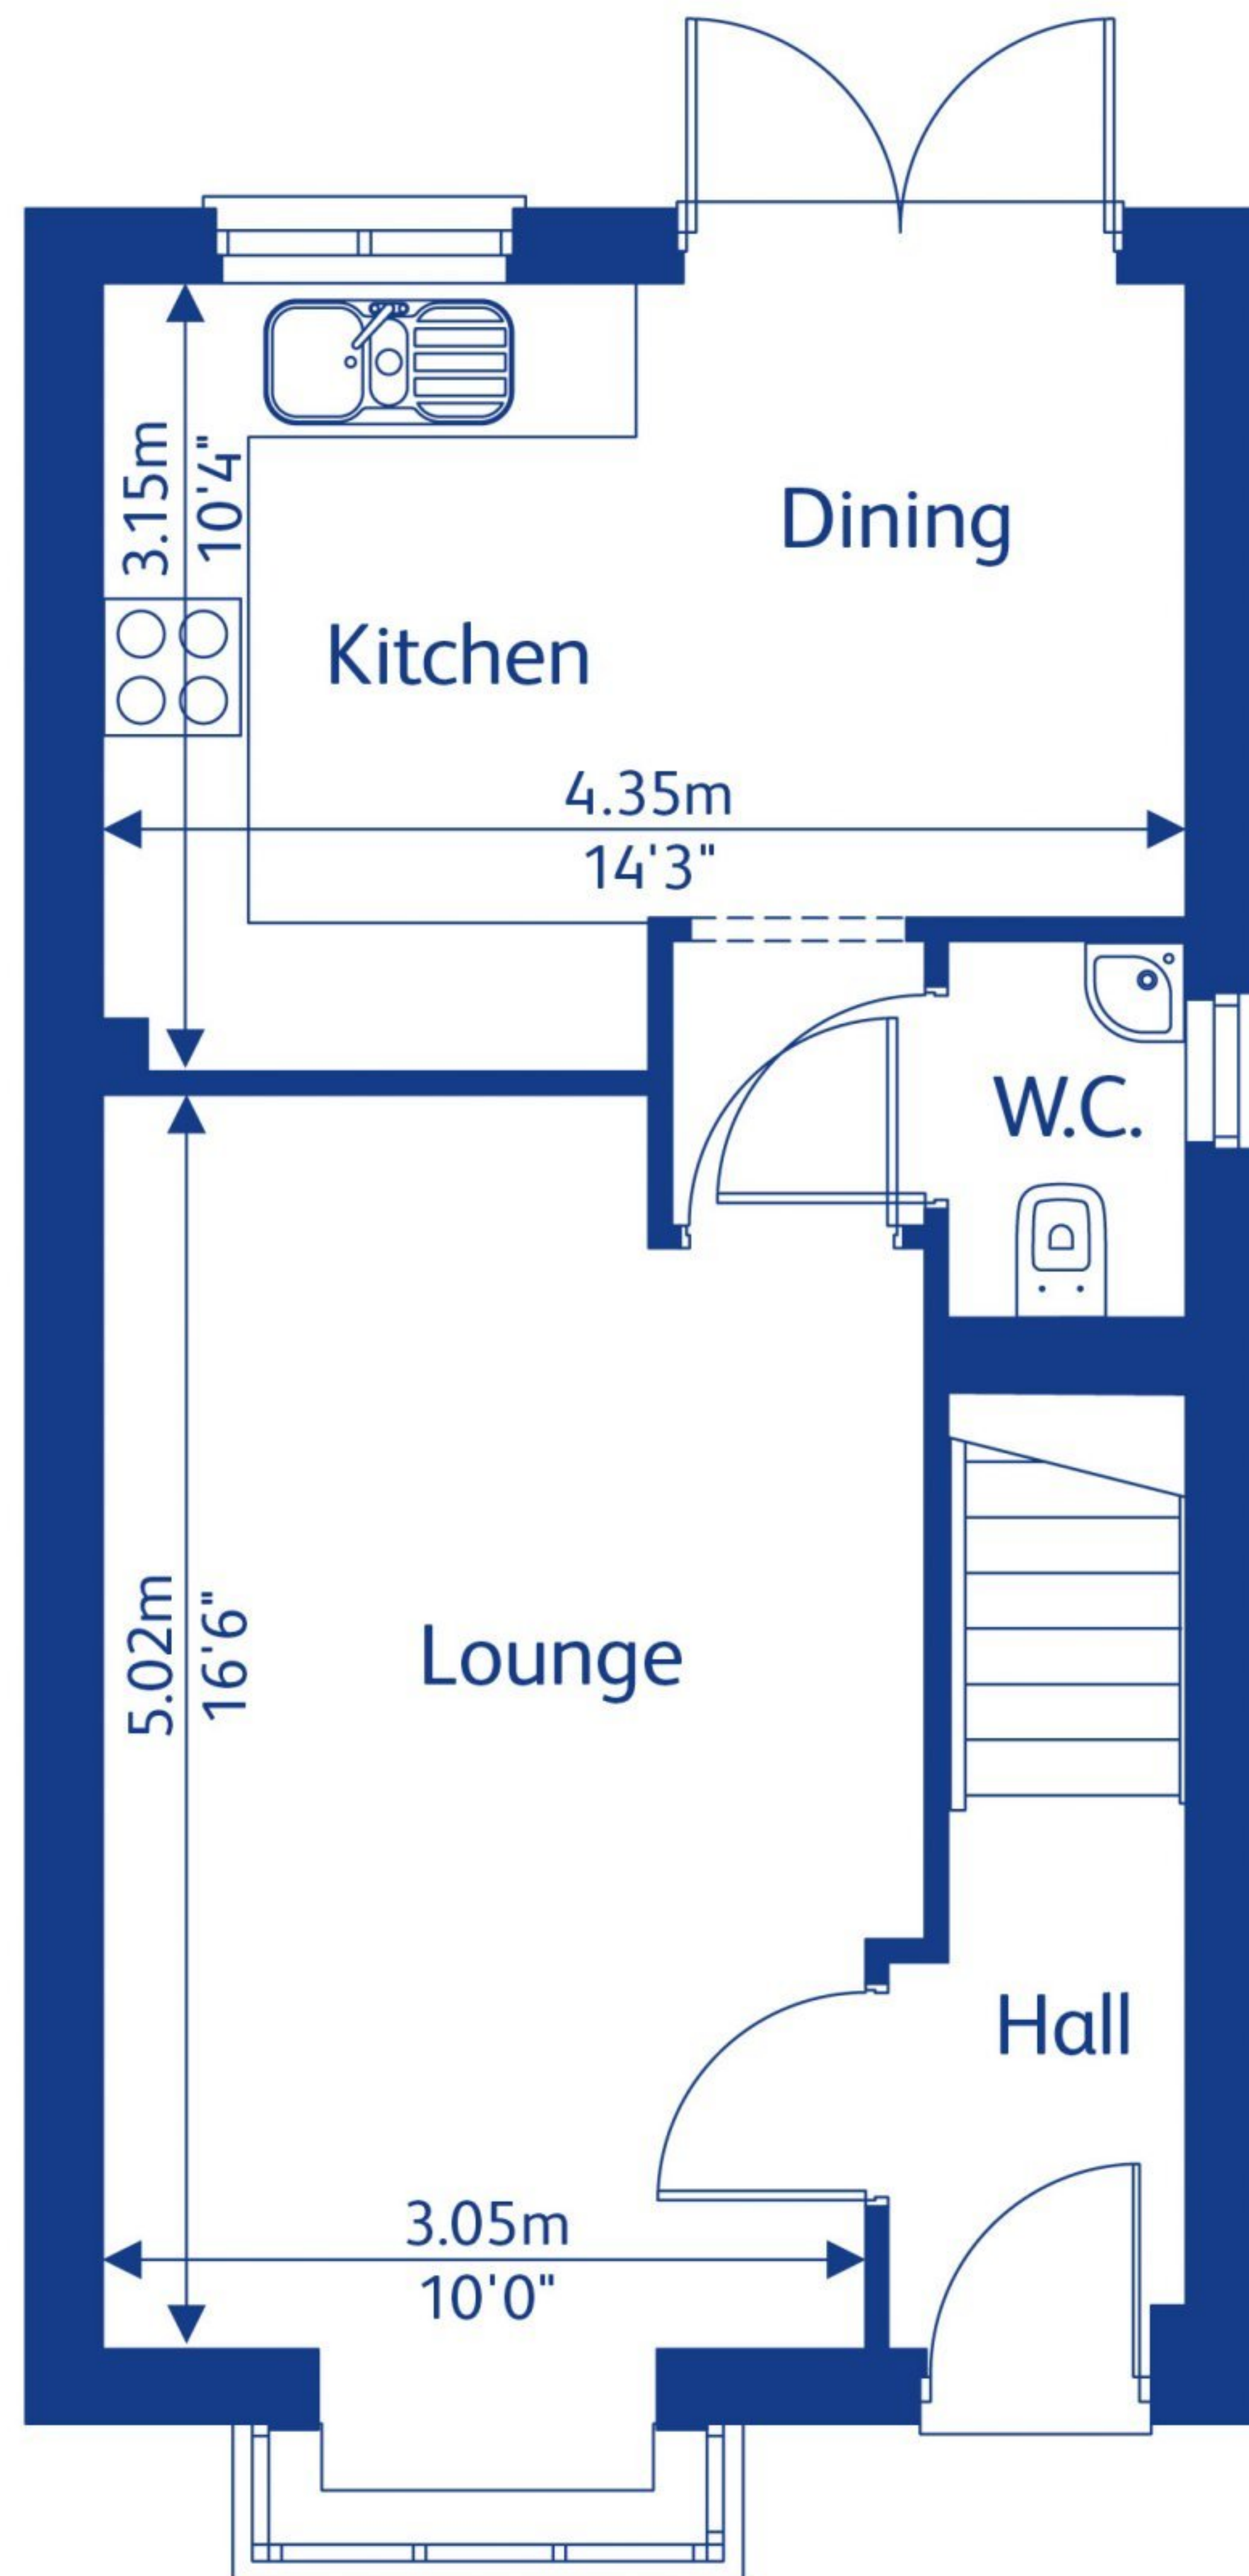 3.15m
10'4"
Dining
Kitchen
4.35m
14'3"
W.C.
5.02m
16'6"
Lounge
Hall
3.05m
10'0"